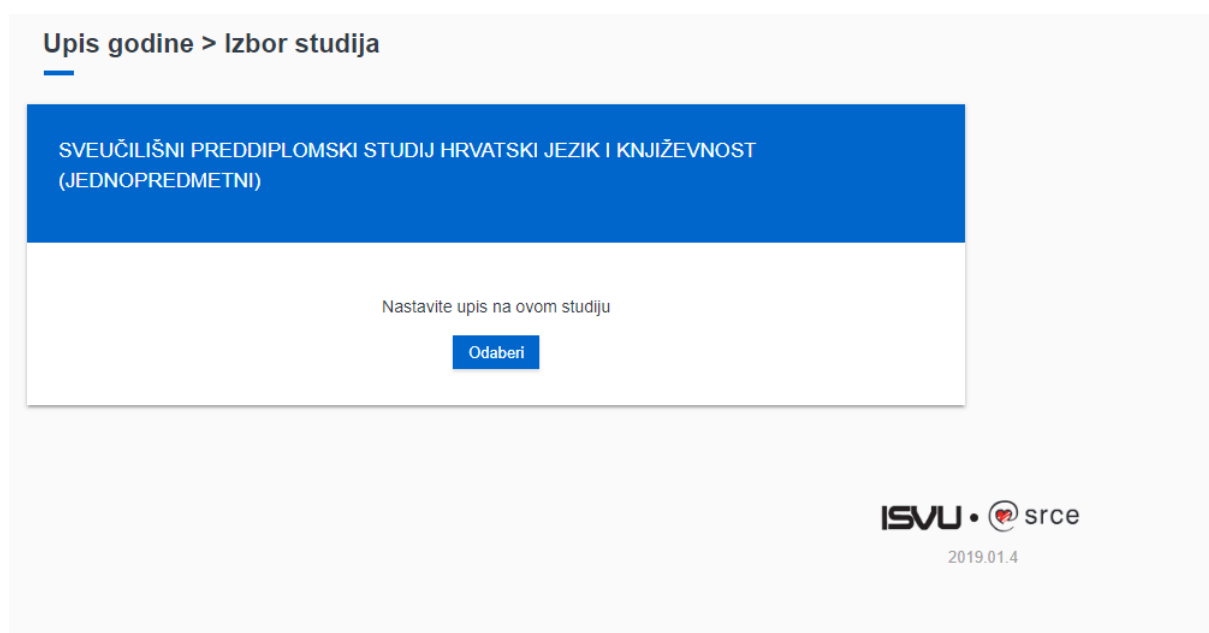 Upis godine > Izbor studija
SVEUČILIŠNI PREDDIPLOMSKI STUDIJ HRVATSKI JEZIK I KNJIŽEVNOST
(JEDNOPREDMETNI)
Nastavite upis na ovom studiju
Odaberi
ISVU • @ srce
2019.01.4